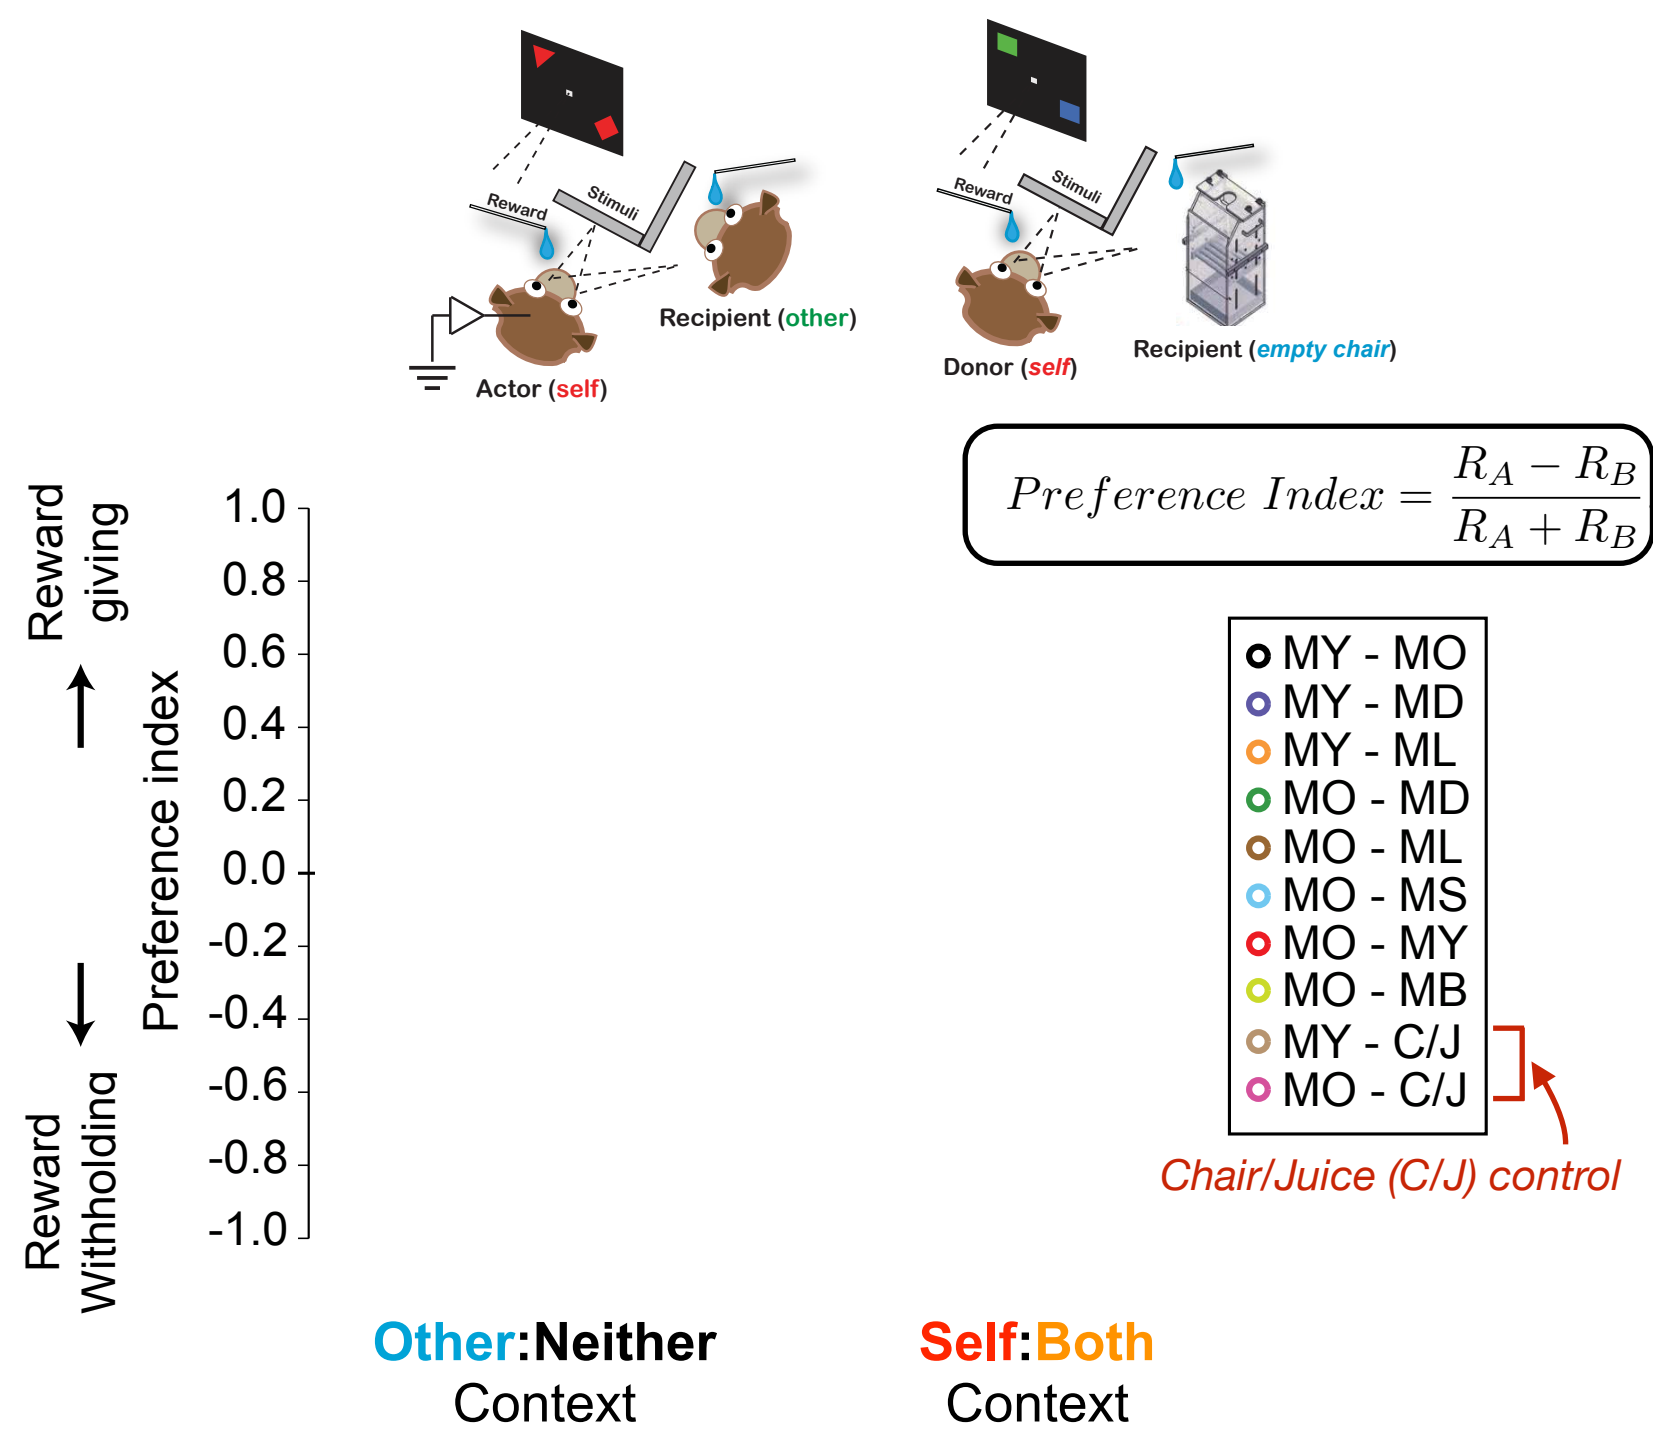 Reward
Stimuli
Recipient (other)
Actor (self)
Reward
Stimuli
Donor (self)
Recipient (empty chair)
Preference Index = \frac{R_A - R_B}{R_A + R_B}
Reward
giving
Preference index
Reward
Withholding
1.0
0.8
0.6
0.4
0.2
0.0
-0.2
-0.4
-0.6
-0.8
-1.0
MY - MO
MY - MD
MY - ML
MO - MD
MO - ML
MO - MS
MO - MY
MO - MB
MY - C/J
MO - C/J
Chair/Juice (C/J) control
Other:Neither
Context
Self:Both
Context